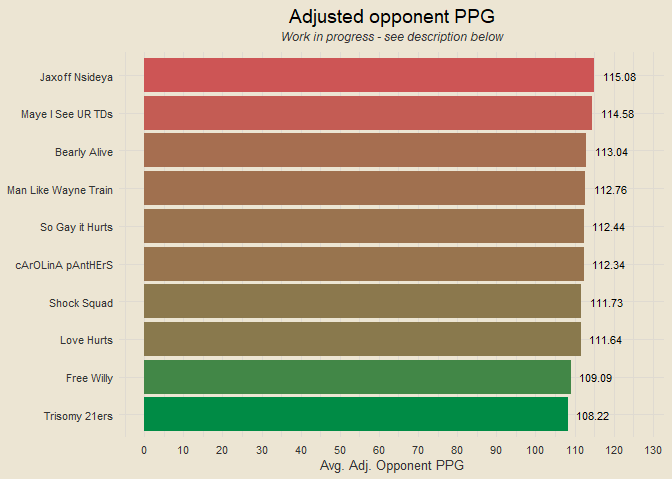 Adjusted opponent PPG
Work in progress - see description below
Jaxoff Nsideya 115.08
Maye I See UR TDs 114.58
Bearly Alive 113.04
Man Like Wayne Train 112.76
So Gay it Hurts 112.44
cArOLinA pAntHErS 112.34
Shock Squad 111.73
Love Hurts 111.64
Free Willy 109.09
Trisomy 21ers 108.22
0 10 20 30 40 50 60 70 80 90 100 110 120 130
Avg. Adj. Opponent PPG